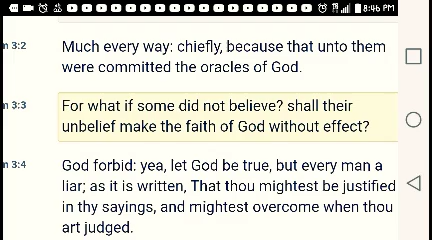 8:46 PM
m 3:2 Much every way: chiefly, because that unto them
were committed the oracles of God.
m 3:3 For what if some did not believe? shall their
unbelief make the faith of God without effect?
m 3:4 God forbid: yea, let God be true, but every man a
liar; as it is written, That thou mightest be justified
in thy sayings, and mightest overcome when thou
art judged.